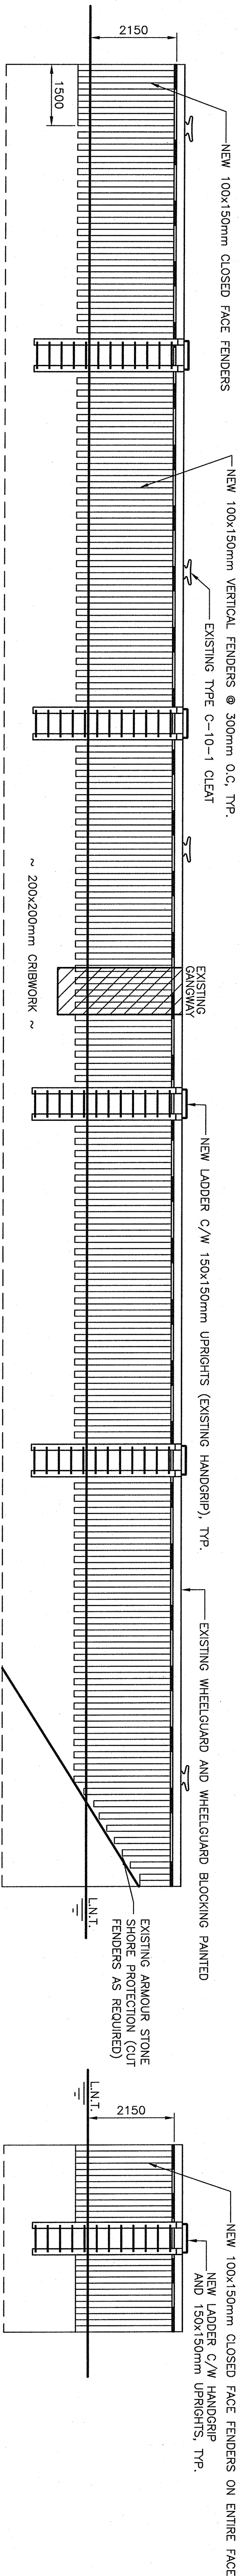 2150
1500
NEW 100x150mm CLOSED FACE FENDERS
NEW 100x150mm VERTICAL FENDERS @ 300mm O.C, TYP.
EXISTING TYPE C-10-1 CLEAT
~ 200x200mm CRIBWORK ~
EXISTING
GANGWAY
NEW LADDER C/W 150x150mm UPRIGHTS (EXISTING HANDGRIP), TYP.
EXISTING WHEELGUARD AND WHEELGUARD BLOCKING PAINTED
EXISTING ARMOUR STONE
SHORE PROTECTION (CUT
FENDERS AS REQUIRED)
L.N.T.
L.N.T.
2150
NEW 100x150mm CLOSED FACE FENDERS ON ENTIRE FACE
NEW LADDER C/W HANDGRIP
AND 150x150mm UPRIGHTS, TYP.